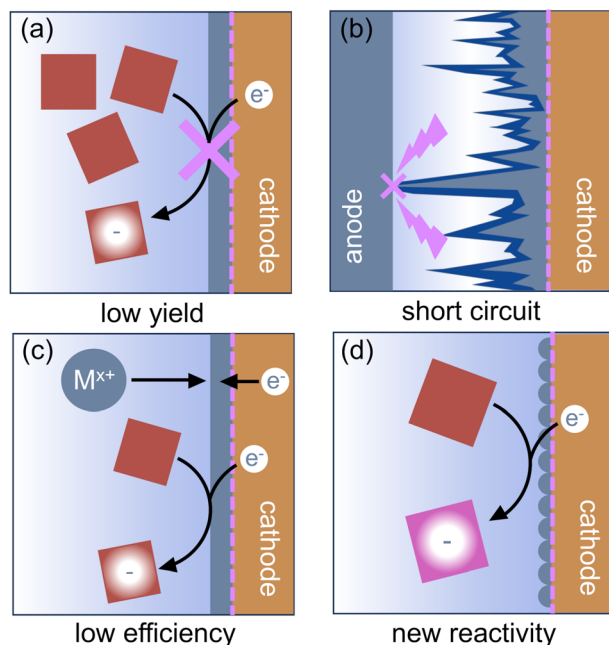 (a)
e-
-
cathode
low yield
(b)
anode
cathode
short circuit
(c)
Mx+
e-
e-
-
cathode
low efficiency
(d)
e-
-
cathode
new reactivity